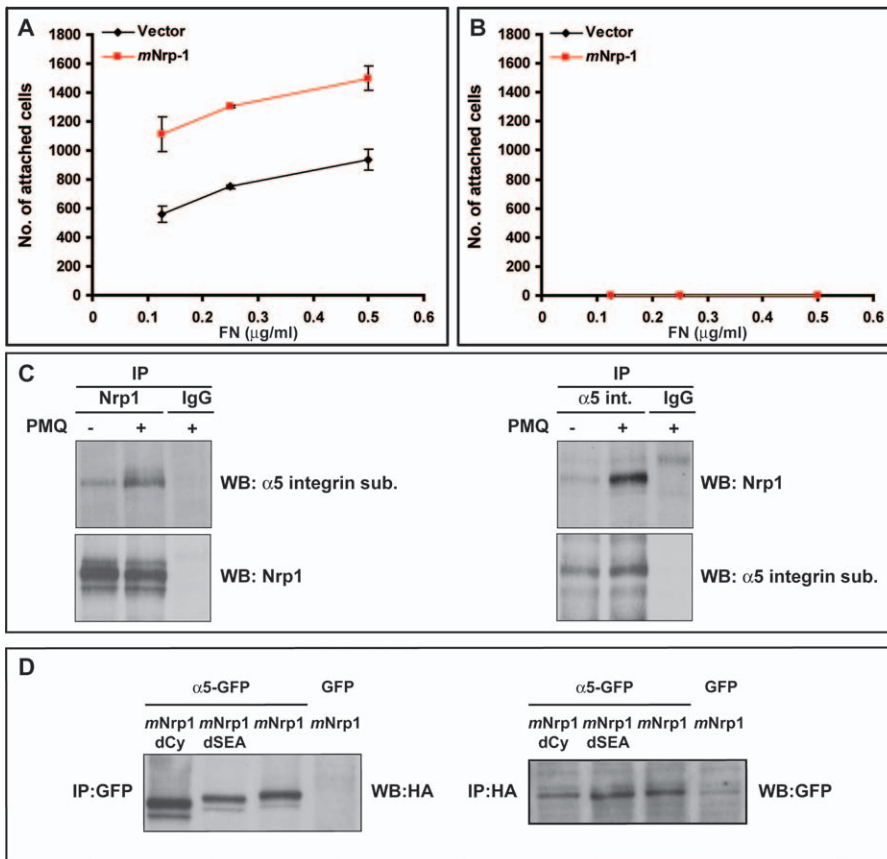 A
Vector
mNrp-1
1800
1600
1400
1200
1000
800
600
400
200
0
No. of attached cells
0 0.1 0.2 0.3 0.4 0.5 0.6
FN (μg/ml)
B
Vector
mNrp-1
1800
1600
1400
1200
1000
800
600
400
200
0
No. of attached cells
0 0.1 0.2 0.3 0.4 0.5 0.6
FN (μg/ml)
C
IP
Nrp1 IgG
PMQ - + +
WB: α5 integrin sub.
WB: Nrp1
IP
α5 int. IgG
PMQ - + +
WB: Nrp1
WB: α5 integrin sub.
D
α5-GFP GFP
mNrp1 mNrp1 mNrp1 mNrp1
dCy dSEA
IP:GFP WB:HA
α5-GFP GFP
mNrp1 mNrp1 mNrp1 mNrp1
dCy dSEA
IP:HA WB:GFP